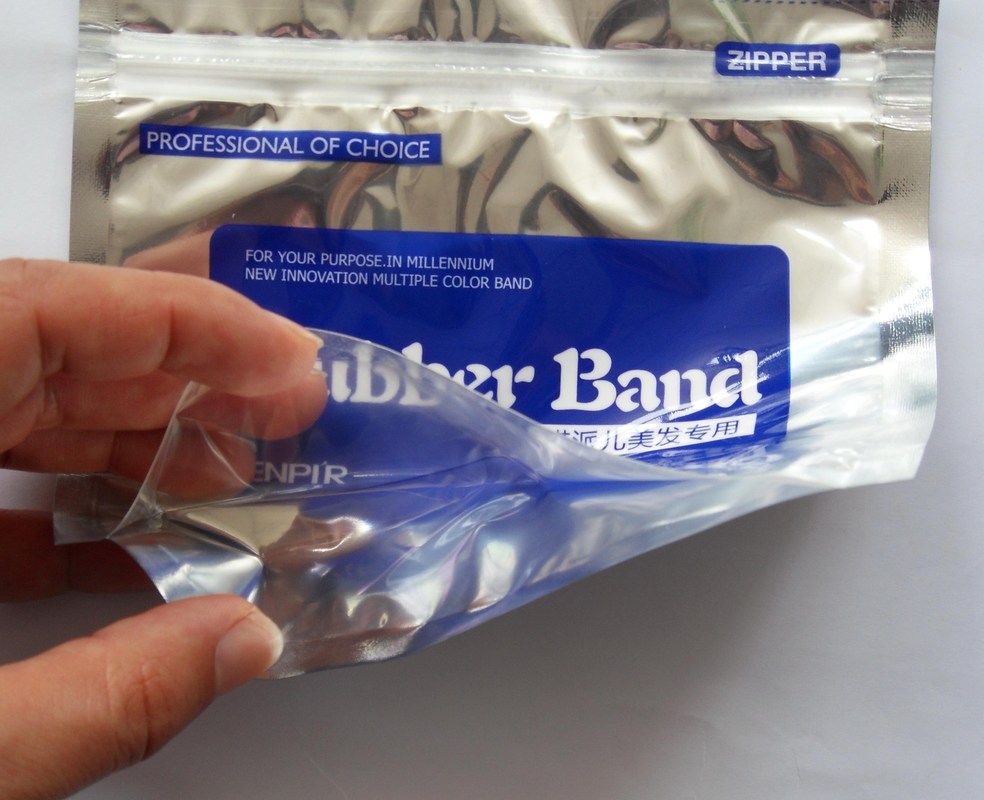 ZIPPER
PROFESSIONAL OF CHOICE
FOR YOUR PURPOSE.IN MILLENNIUM
NEW INNOVATION MULTIPLE COLOR BAND
ubber Band
派儿美发专用
ENPIR